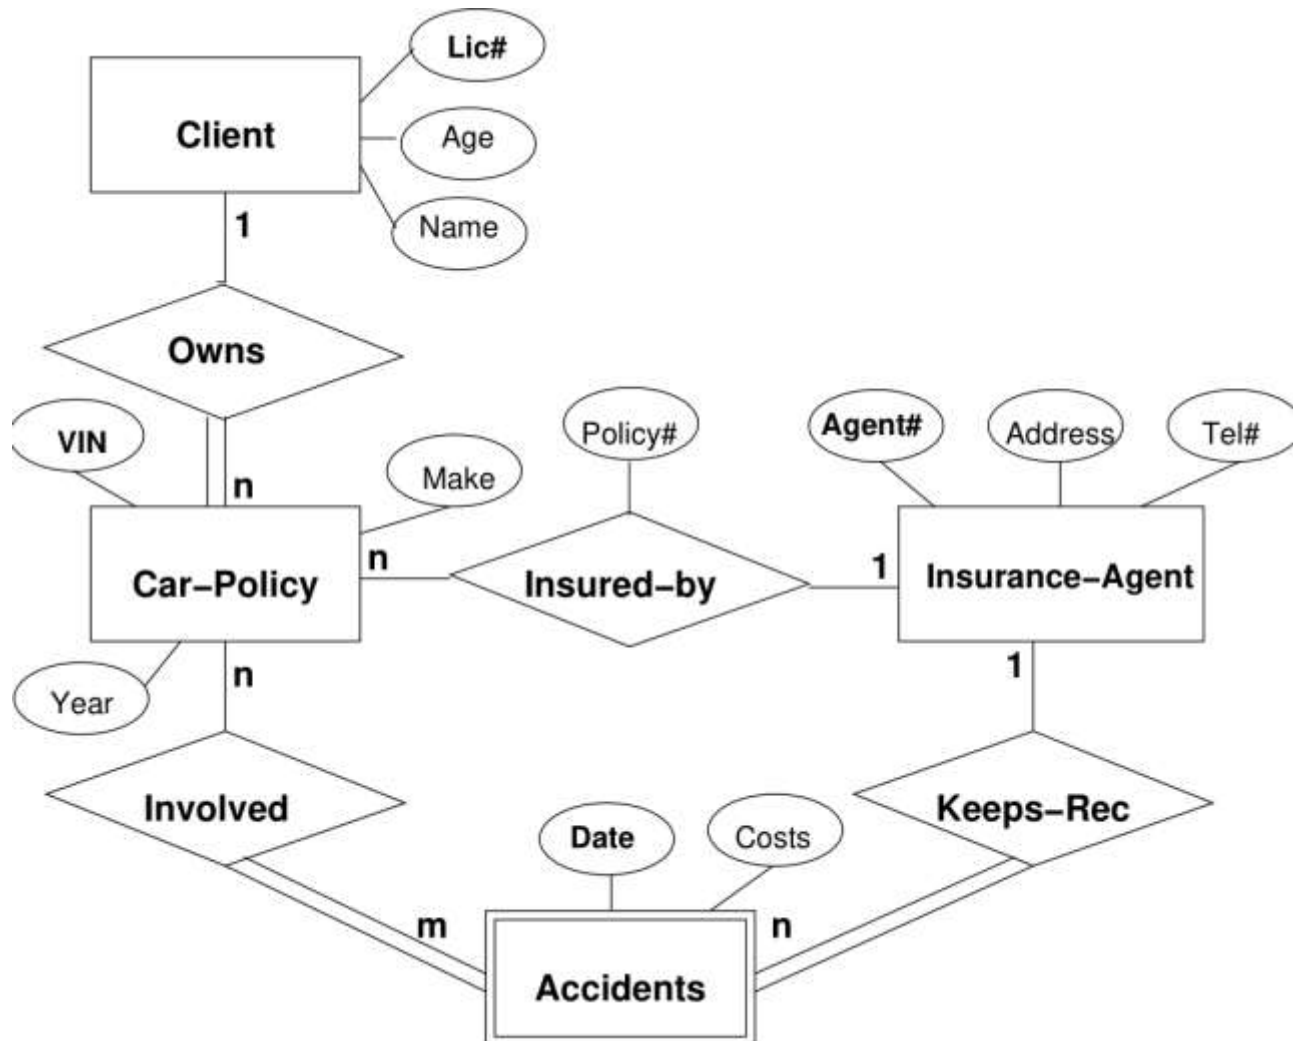 Lic#
Client
Age
Name
1
Owns
VIN
Make
Policy#
Agent#
Address
Tel#
n
n
Car–Policy
Insured–by
1
Insurance–Agent
Year
n
1
Involved
Keeps–Rec
Date
Costs
m
n
Accidents